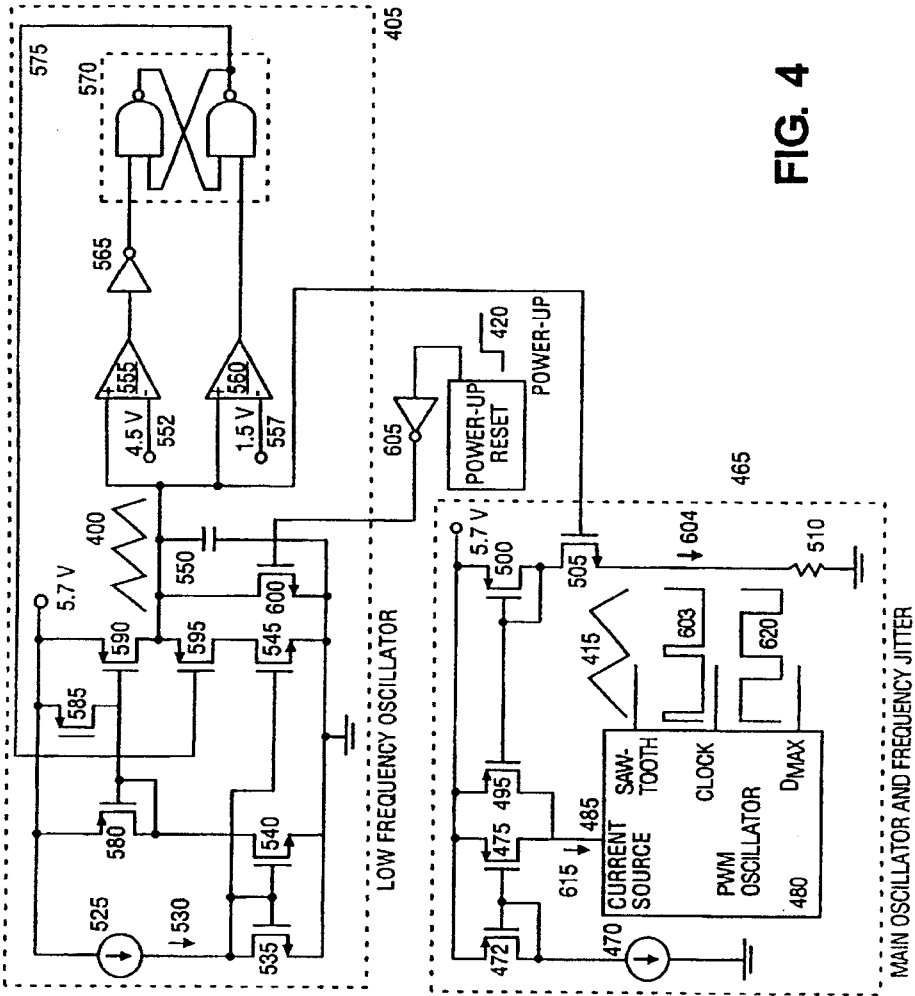 575
570
565
405
555
+
-
4.5 V
552
560
+
-
1.5 V
557
400
550
5.7 V
590
595
600
545
585
580
540
525
530
535
LOW FREQUENCY OSCILLATOR
605
POWER-UP
RESET
420
POWER-UP
465
5.7 V
500
505
604
510
495
475
472
470
615
485
415
603
620
CURRENT
SOURCE
SAW-
TOOTH
CLOCK
PWM
OSCILLATOR
DMAX
480
MAIN OSCILLATOR AND FREQUENCY JITTER
FIG. 4